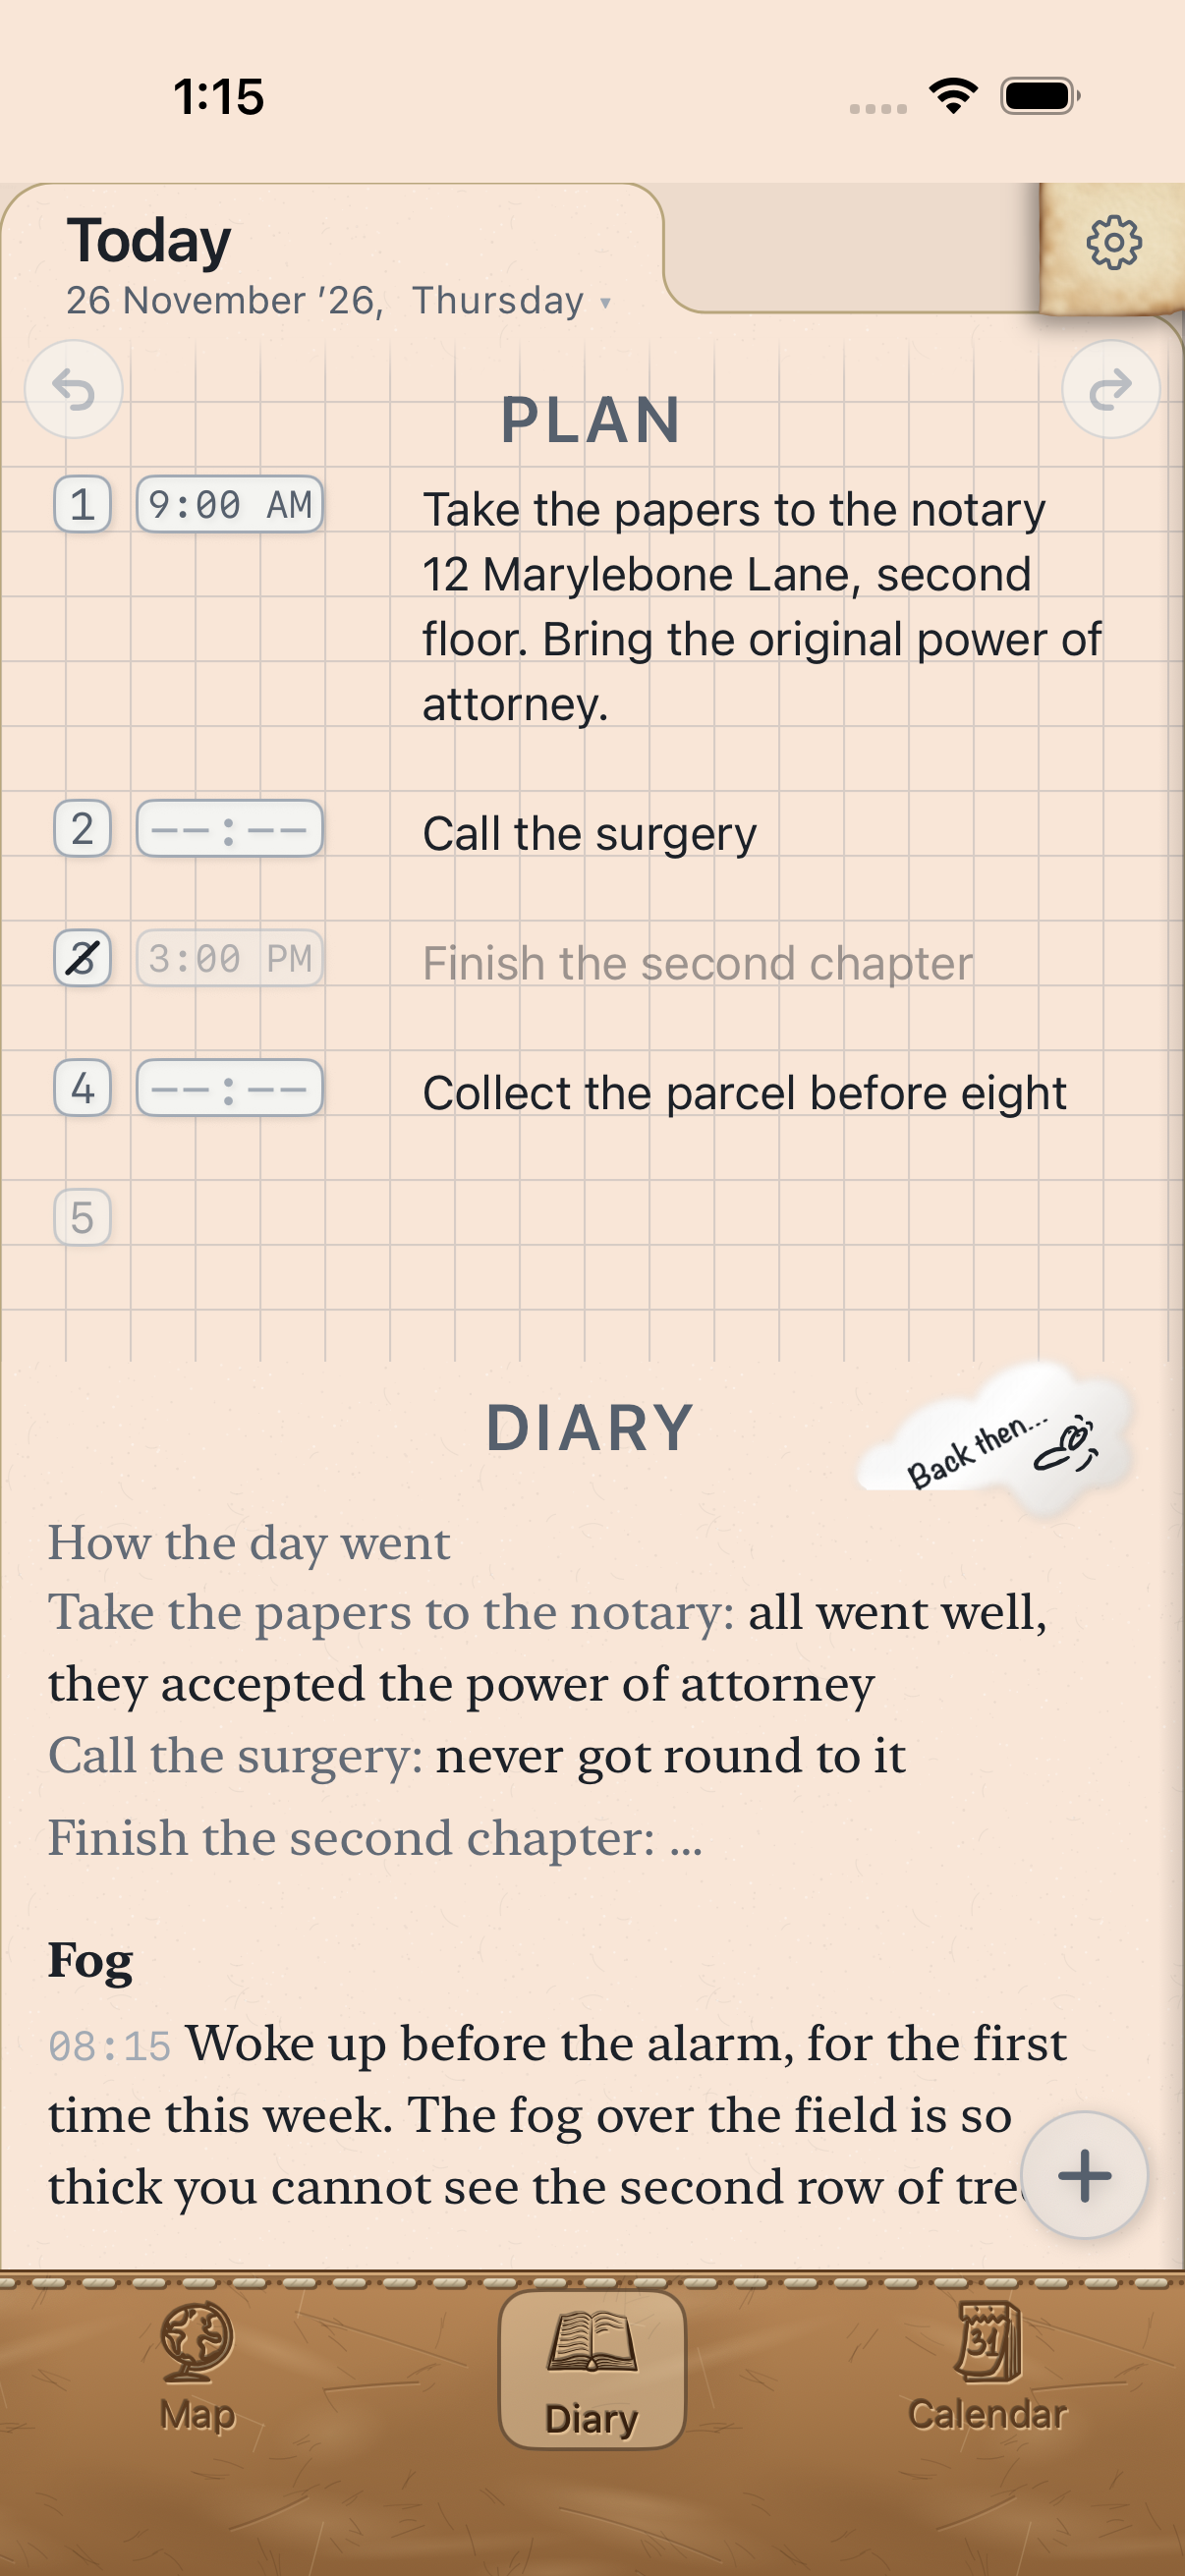 1:15
Today
26 November ’26, Thursday
PLAN
1 9:00 AM Take the papers to the notary
12 Marylebone Lane, second
floor. Bring the original power of
attorney.
2 --:-- Call the surgery
3 3:00 PM Finish the second chapter
4 --:-- Collect the parcel before eight
5
DIARY
Back then...
How the day went
Take the papers to the notary: all went well,
they accepted the power of attorney
Call the surgery: never got round to it
Finish the second chapter: ...
Fog
08:15 Woke up before the alarm, for the first
time this week. The fog over the field is so
thick you cannot see the second row of
31
Map
Diary
Calendar